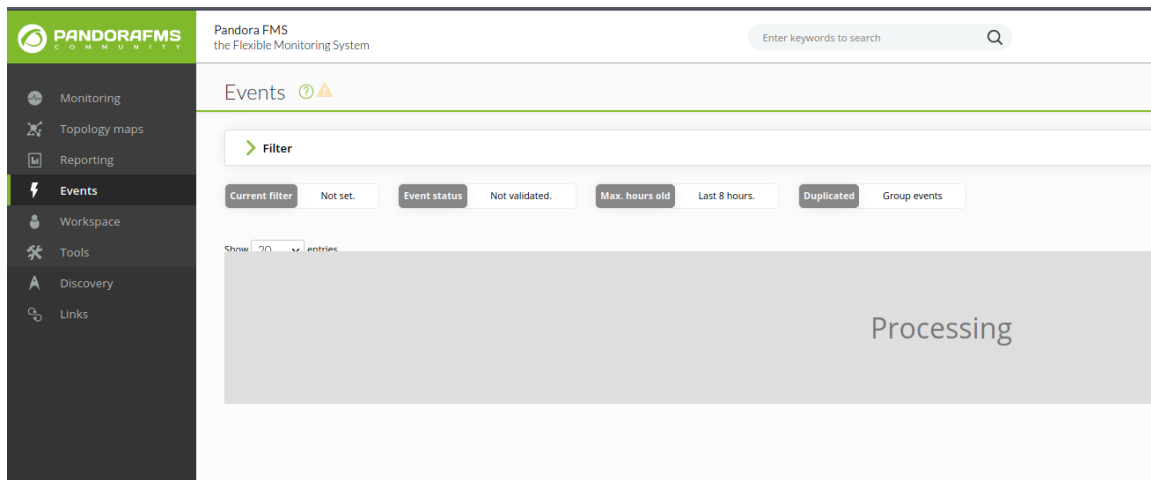 PANDORAFMS
COMMUNITY
Pandora FMS
the Flexible Monitoring System
Enter keywords to search
Monitoring
Topology maps
Reporting
Events
Workspace
Tools
Discovery
Links
Events
Filter
Current filter Not set. Event status Not validated. Max. hours old Last 8 hours. Duplicated Group events
Show 20 entries
Processing